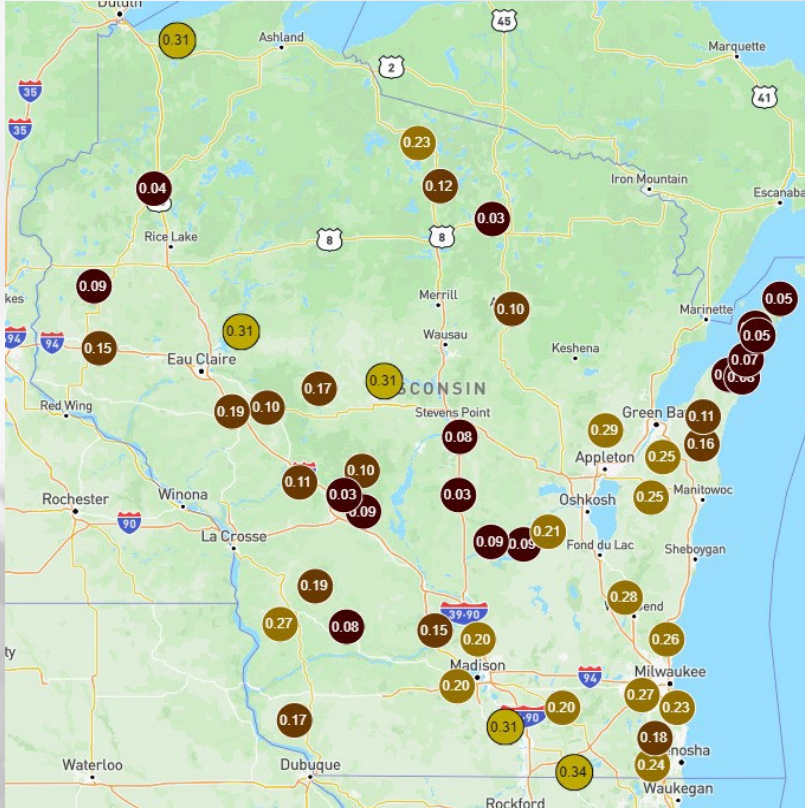 Duluth
0.31
45
Ashland
Marquette
2
35
41
35
0.23
0.04
0.12
Iron Mountain
Escanaba
0.03
Rice Lake
8
8
0.09
0.05
Merrill
Marinette
0.10
0.31
0.05
94
94
0.15
Wausau
Keshena
0.07
Eau Claire
0.31
0.17
SCONSIN
0.08
Red Wing
0.19
0.10
Stevens Point
0.11
Green Bay
0.08
0.29
0.16
0.25
Appleton
0.10
0.11
Rochester
Winona
0.03
0.03
0.25
Manitowoc
0.09
Oshkosh
90
La Crosse
0.21
0.09
0.09
Fond du Lac
Sheboygan
0.19
0.28
39-90
0.27
0.08
0.15
0.20
0.26
ty
Madison
94
Milwaukee
0.20
0.27
0.20
0.23
0.17
0.31
-90
0.18
nosha
Waterloo
Dubuque
0.34
0.24
Waukegan
Rockford